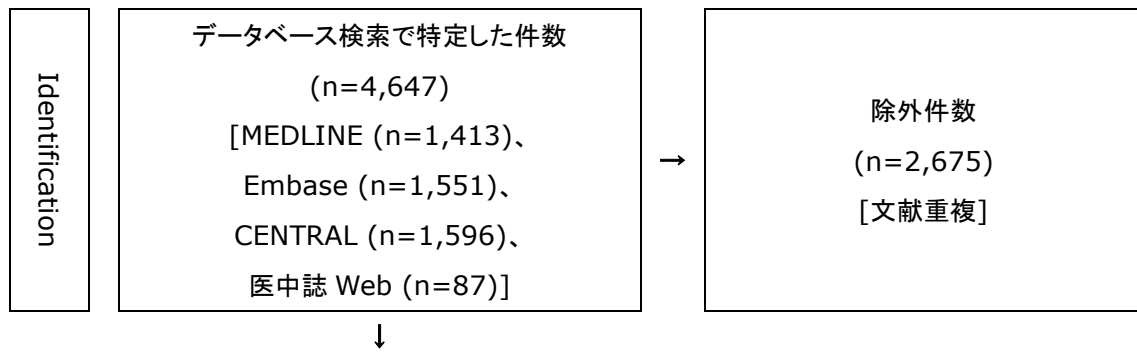 Identification
データベース検索で特定した件数
(n=4,647)
[MEDLINE (n=1,413)、
Embase (n=1,551)、
CENTRAL (n=1,596)、
医中誌 Web (n=87)]
→
除外件数
(n=2,675)
[文献重複]
↓